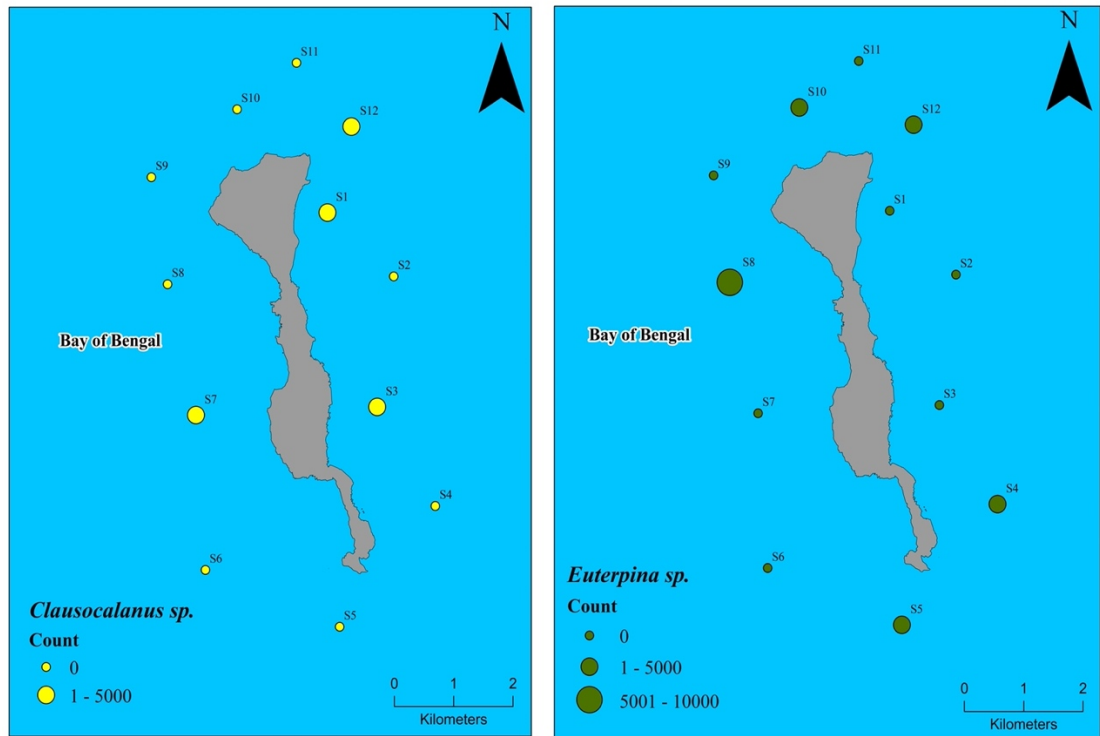 N
S11
S10
S12
S9
S1
S2
S8
Bay of Bengal
S3
S7
S4
S6
Clausocalanus sp.
S5
Count
0
1 - 5000
0 1 2
Kilometers
N
S11
S10
S12
S9
S1
S2
S8
Bay of Bengal
S3
S7
S4
S6
Euterpina sp.
Count
S5
0
1 - 5000
5001 - 10000
0 1 2
Kilometers